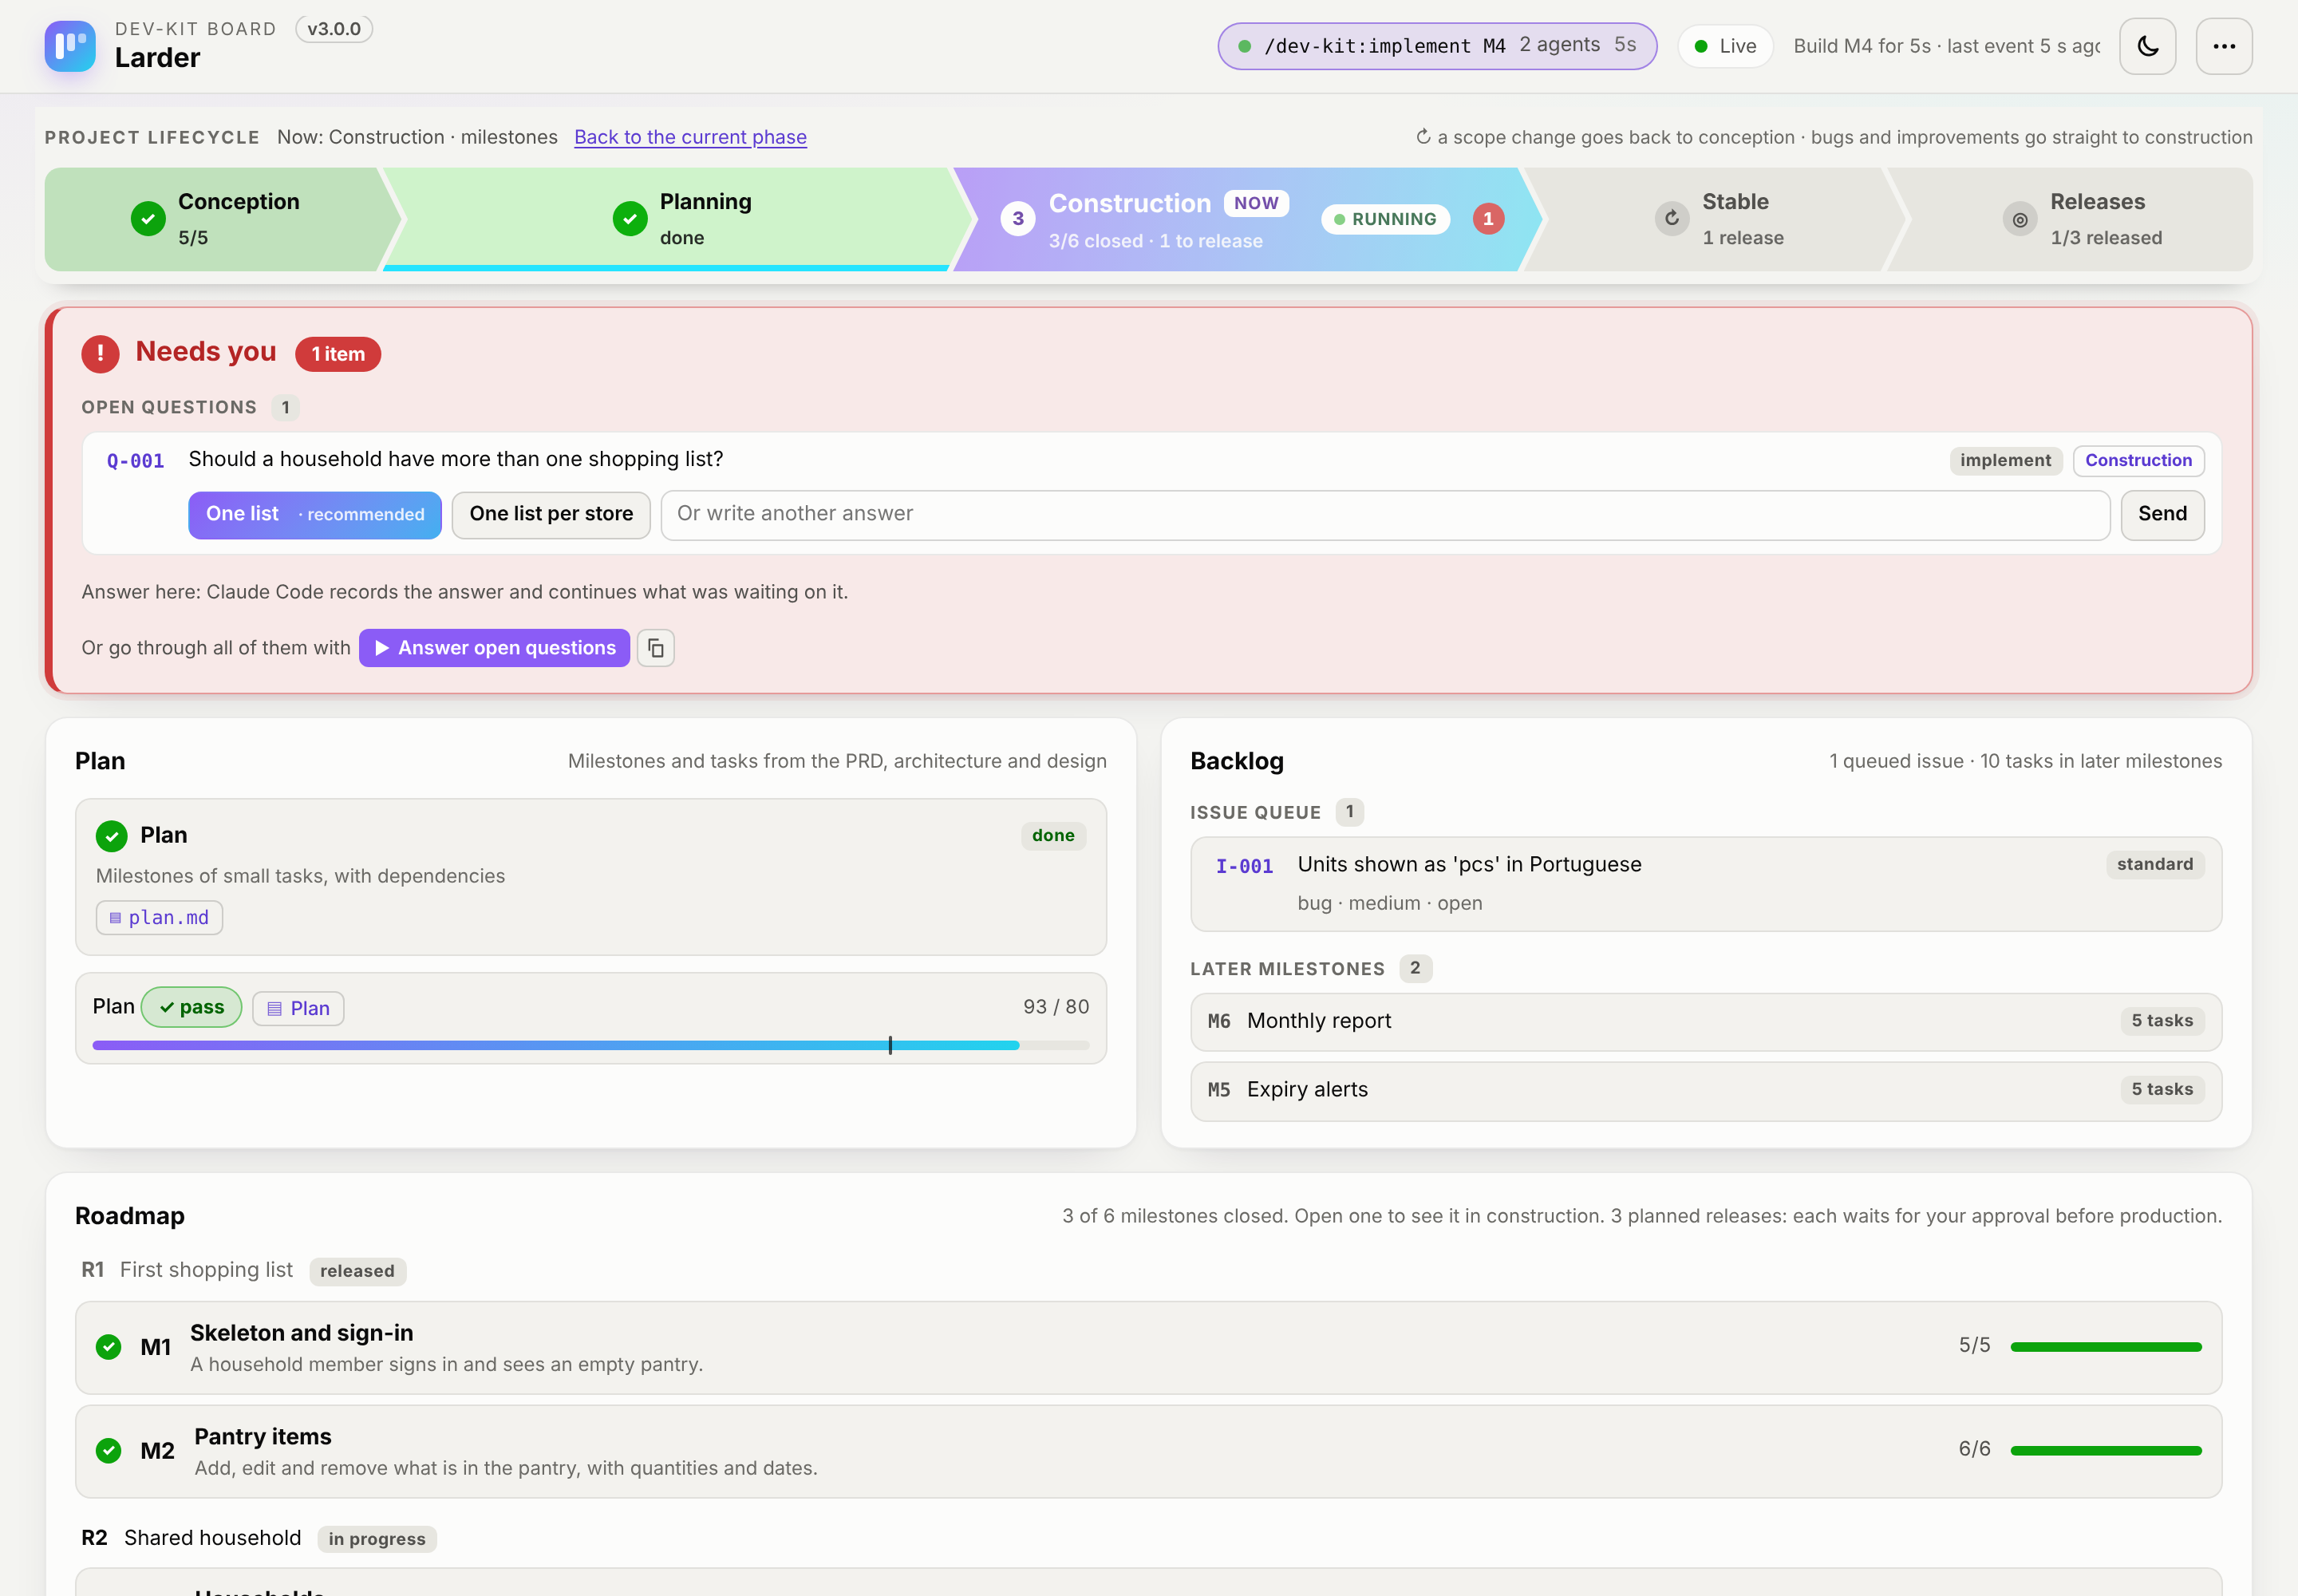 DEV-KIT BOARD v3.0.0
Larder
/dev-kit:implement M4 2 agents 5s
Live
Build M4 for 5s · last event 5 s ago
PROJECT LIFECYCLE Now: Construction · milestones Back to the current phase
↻ a scope change goes back to conception · bugs and improvements go straight to construction
Conception
5/5
Planning
done
3 Construction NOW
3/6 closed · 1 to release
RUNNING 1
Stable
1 release
Releases
1/3 released
! Needs you 1 item
OPEN QUESTIONS 1
Q-001 Should a household have more than one shopping list? implement Construction
One list · recommended One list per store Or write another answer Send
Answer here: Claude Code records the answer and continues what was waiting on it.
Or go through all of them with ▶ Answer open questions
Plan Milestones and tasks from the PRD, architecture and design
Plan done
Milestones of small tasks, with dependencies
plan.md
Plan ✓ pass Plan 93 / 80
Backlog 1 queued issue · 10 tasks in later milestones
ISSUE QUEUE 1
I-001 Units shown as 'pcs' in Portuguese standard
bug · medium · open
LATER MILESTONES 2
M6 Monthly report 5 tasks
M5 Expiry alerts 5 tasks
Roadmap 3 of 6 milestones closed. Open one to see it in construction. 3 planned releases: each waits for your approval before production.
R1 First shopping list released
M1 Skeleton and sign-in 5/5
A household member signs in and sees an empty pantry.
M2 Pantry items 6/6
Add, edit and remove what is in the pantry, with quantities and dates.
R2 Shared household in progress